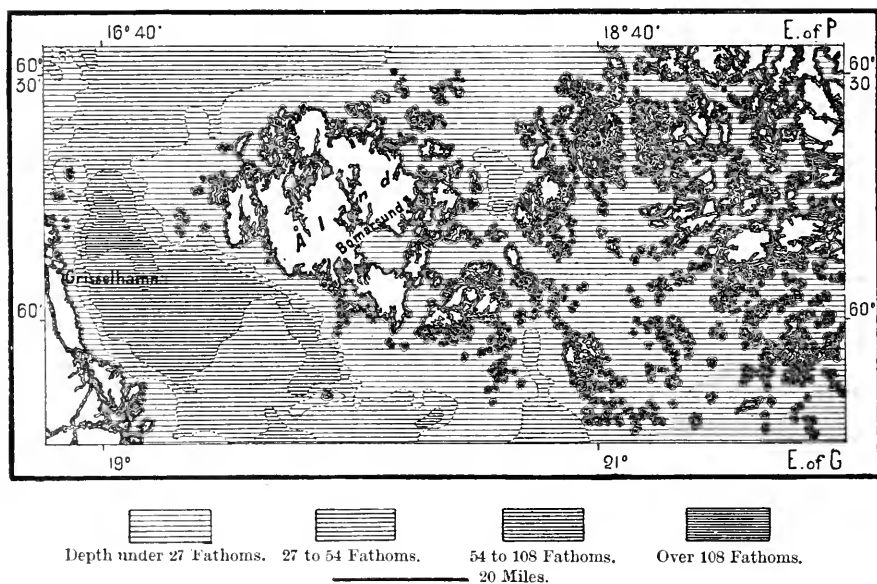 16°40 18°40 E. of P
60° 60°
30' 30'
Åland
Bomarsund
Grisselhamn
60° 60°
19° 21° E. of G
Depth under 27 Fathoms. 27 to 54 Fathoms. 54 to 108 Fathoms. Over 108 Fathoms.
20 Miles.